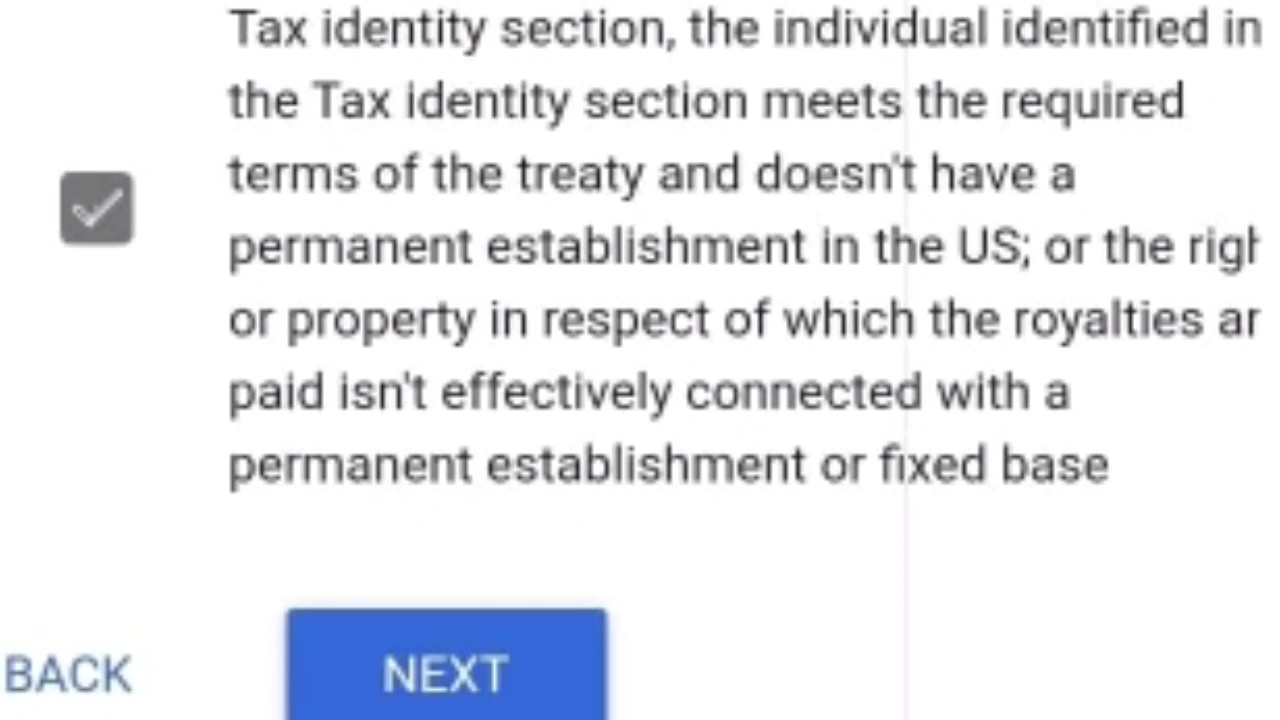 Tax identity section, the individual identified in
the Tax identity section meets the required
terms of the treaty and doesn't have a
permanent establishment in the US; or the
or property in respect of which the royalties
paid isn't effectively connected with a
permanent establishment or fixed base
BACK
NEXT